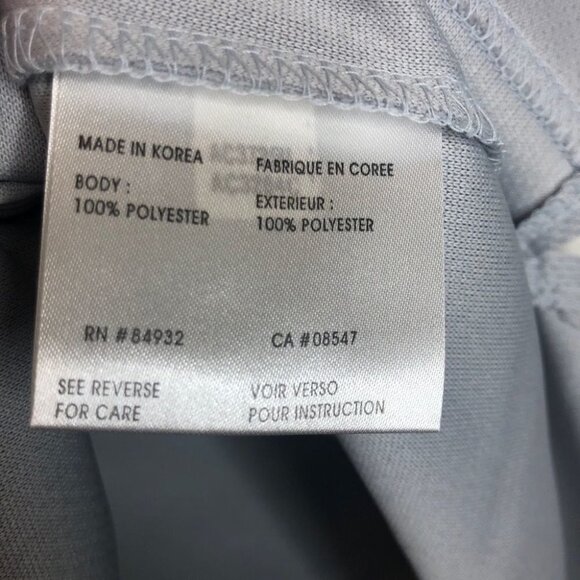 MADE IN KOREA
BODY :
100% POLYESTER
FABRIQUE EN COREE
EXTERIEUR :
100% POLYESTER
RN #84932
CA #08547
SEE REVERSE
FOR CARE
VOIR VERSO
POUR INSTRUCTION